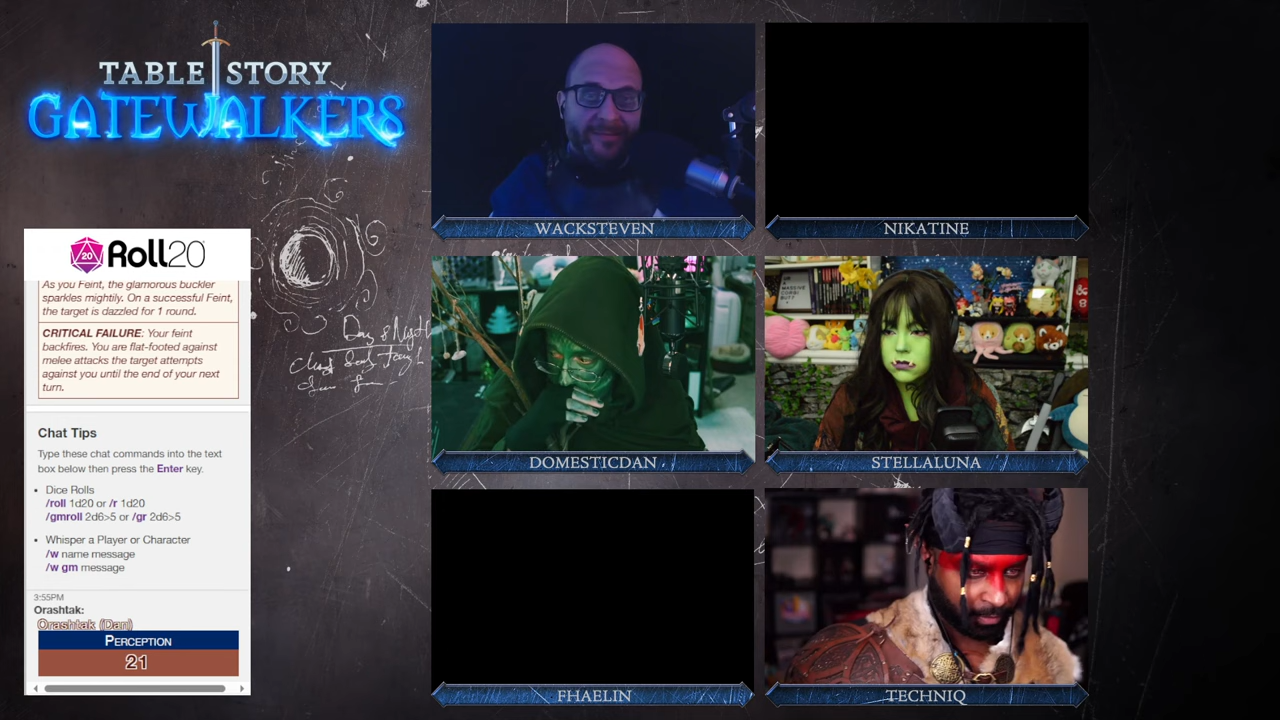 TABLE STORY
GATEWALKERS
Roll20
As you Feint, the glamorous buckler
sparkles mightily. On a successful Feint,
the target is dazzled for 1 round.
CRITICAL FAILURE: Your feint
backfires. You are flat-footed against
melee attacks the target attempts
against you until the end of your next
turn.
Chat Tips
Type these chat commands into the text
box below then press the Enter key.
Dice Rolls
/roll 1d20 or /r 1d20
/gmroll 2d6>5 or /gr 2d6>5
Whisper a Player or Character
/w name message
/w gm message
3:55PM
Orashtak:
Orashtak (Dan)
PERCEPTION
21
WACKSTEVEN
NIKATINE
DOMESTICDAN
STELLALUNA
FHAELIN
TECHNIQ